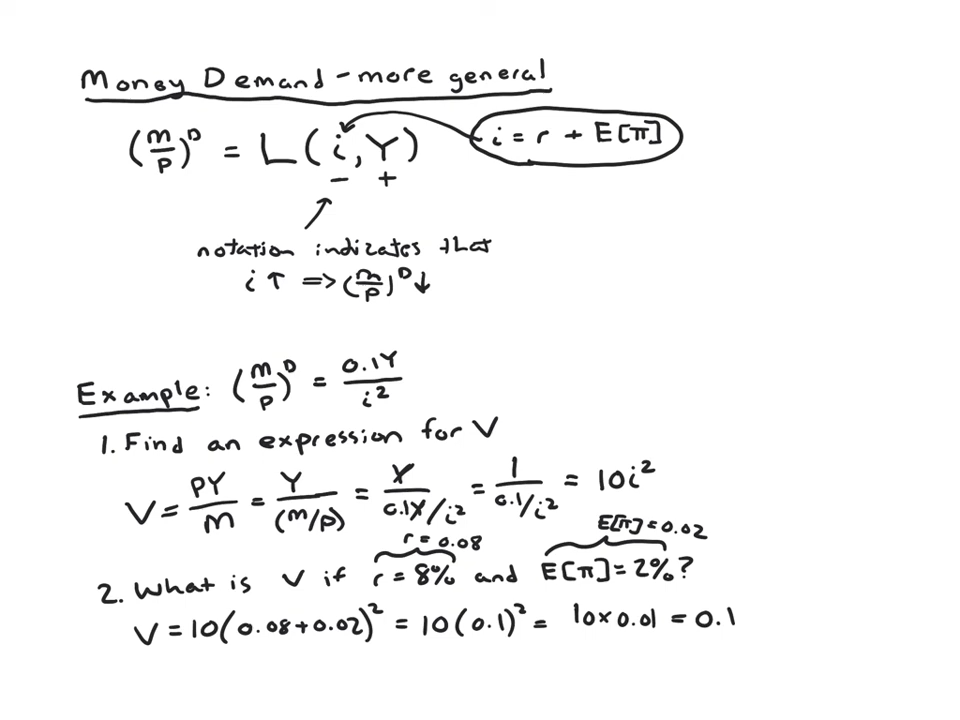 Money Demand - more general
(M/P)^D = L(i, Y)   i = r + E[π]
− +
notation indicates that
i ↑ => (M/P)^D ↓
Example: (M/P)^D = 0.1Y / i²
1. Find an expression for V
V = PY/M = Y/(M/P) = Y/(0.1Y/i²) = 1/(0.1/i²) = 10i²
r = 0.08   E[π] = 0.02
2. What is V if r = 8% and E[π] = 2%?
V = 10(0.08+0.02)² = 10(0.1)² = 10×0.01 = 0.1